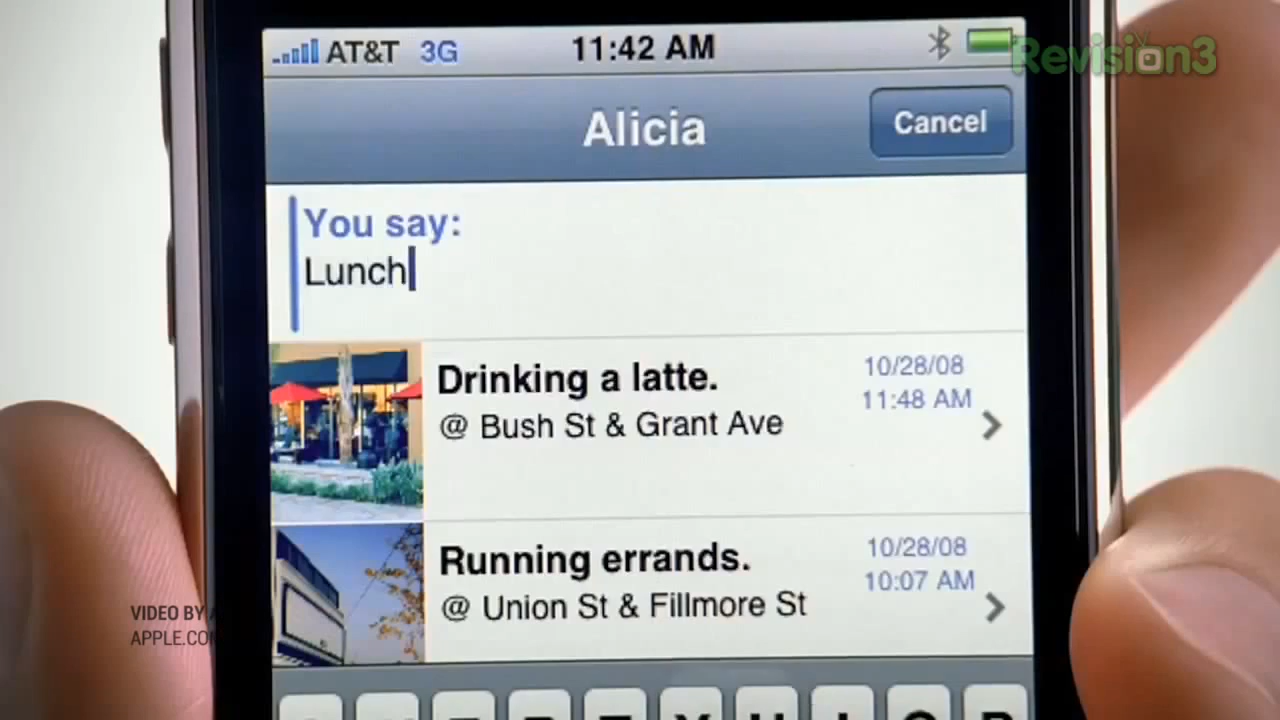 AT&T 3G 11:42 AM
Revision3
Alicia
Cancel
You say:
Lunch
Drinking a latte.
@ Bush St & Grant Ave
10/28/08
11:48 AM
Running errands.
@ Union St & Fillmore St
10/28/08
10:07 AM
VIDEO BY
APPLE.CO